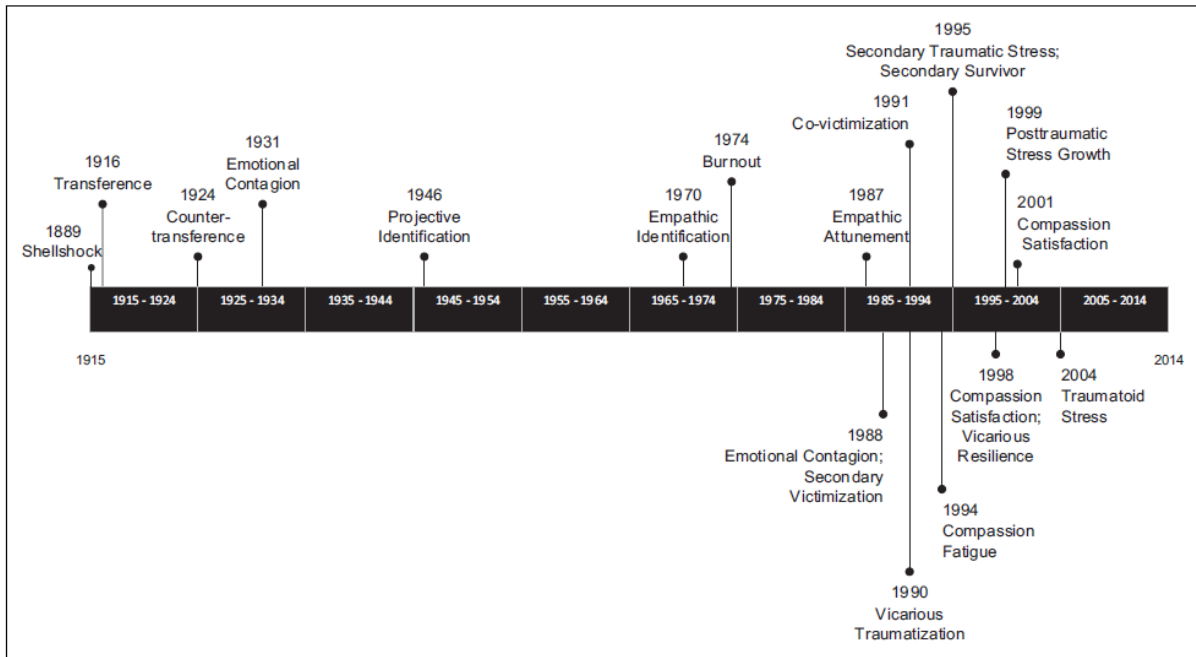 1995
Secondary Traumatic Stress;
Secondary Survivor
1991
Co-victimization
1999
Posttraumatic
Stress Growth
1974
Burnout
1931
Emotional
Contagion
1916
Transference
1924
Counter-
transference
1946
Projective
Identification
1970
Empathic
Identification
1987
Empathic
Attunement
2001
Compassion
Satisfaction
1889
Shellshock
1915 - 1924
1925 - 1934
1935 - 1944
1945 - 1954
1955 - 1964
1965 - 1974
1975 - 1984
1985 - 1994
1995 - 2004
2005 - 2014
1915
2014
1998
Compassion
Satisfaction;
Vicarious
Resilience
2004
Traumatoid
Stress
1988
Emotional Contagion;
Secondary
Victimization
1994
Compassion
Fatigue
1990
Vicarious
Traumatization